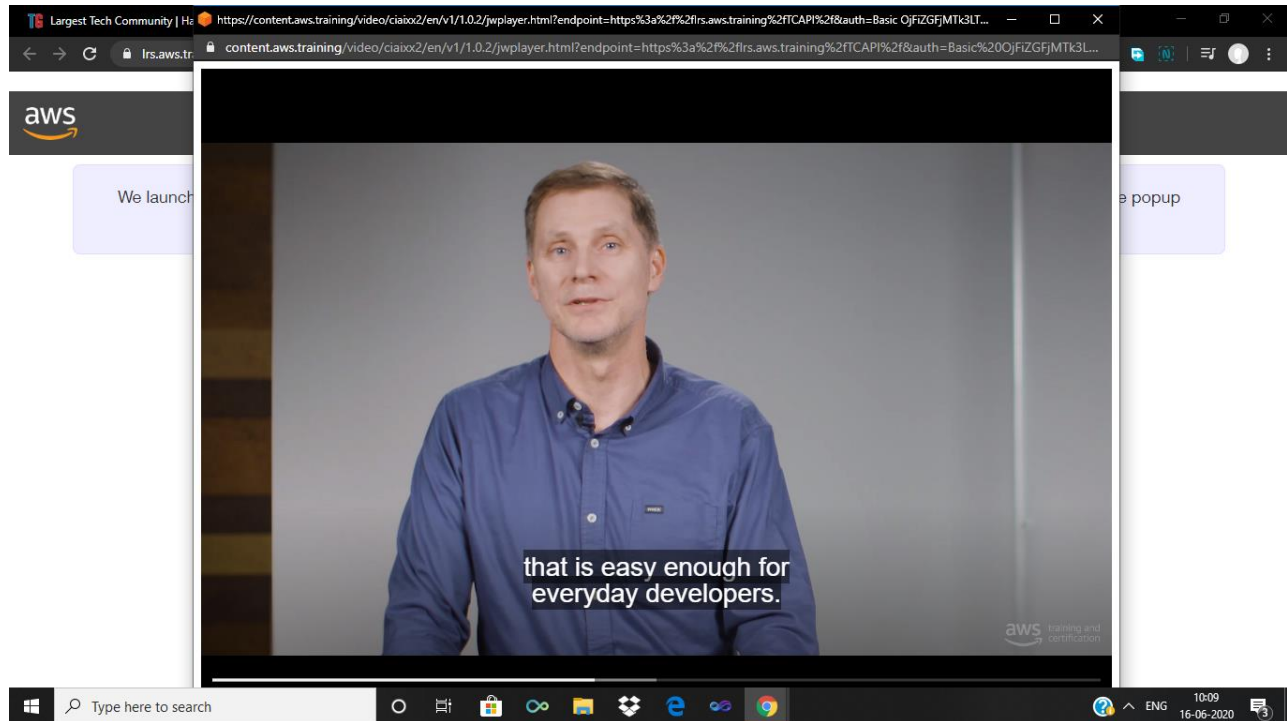 Largest Tech Community | Ha
https://content.aws.training/video/ciaixx2/en/v1/1.0.2/jwplayer.html?endpoint=https%3a%2f%2flrs.aws.training%2fTCAPI%2f&auth=Basic OjFiZGFjMTk3LT...
lrs.aws.tr
content.aws.training/video/ciaixx2/en/v1/1.0.2/jwplayer.html?endpoint=https%3a%2f%2flrs.aws.training%2fTCAPI%2f&auth=Basic%20OjFiZGFjMTk3L...
aws
We launch
e popup
that is easy enough for
everyday developers.
aws training and
certification
Type here to search
ENG
10:09
16-06-2020
3